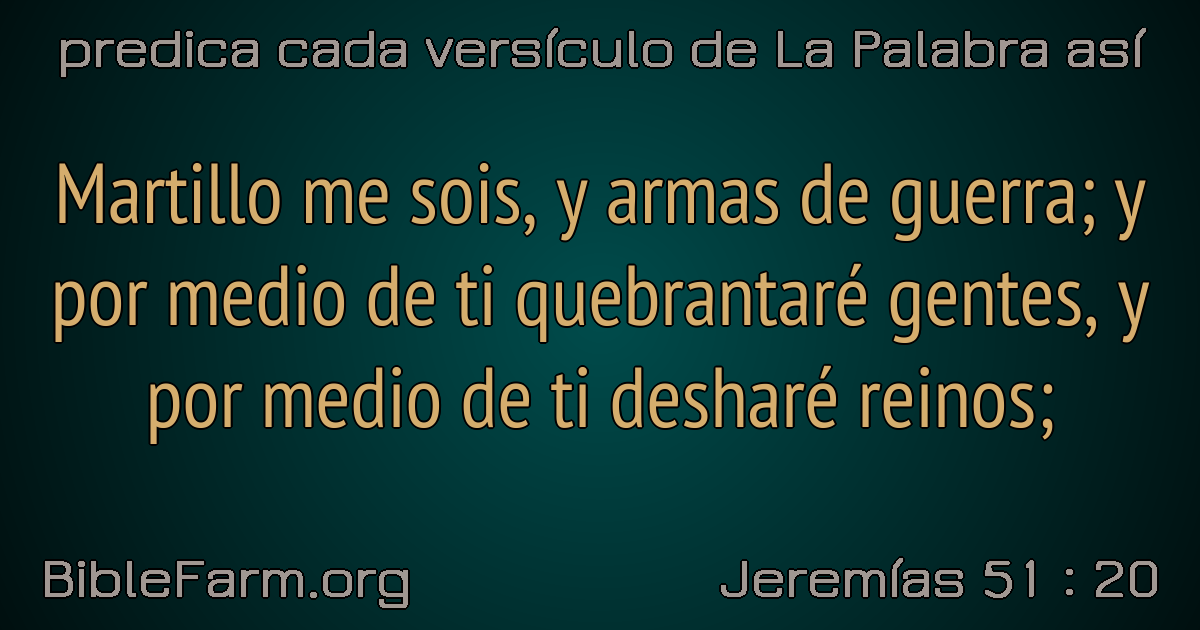 predica cada versículo de La Palabra así
Martillo me sois, y armas de guerra; y
por medio de ti quebrantaré gentes, y
por medio de ti desharé reinos;
BibleFarm.org
Jeremías 51 : 20